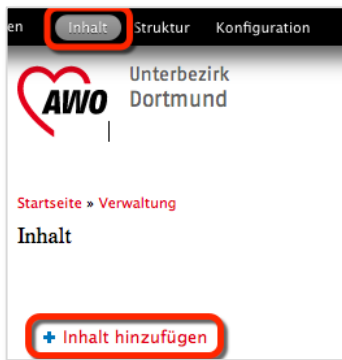 en Inhalt Struktur Konfiguration
AWO
Unterbezirk
Dortmund
Startseite » Verwaltung
Inhalt
+ Inhalt hinzufügen